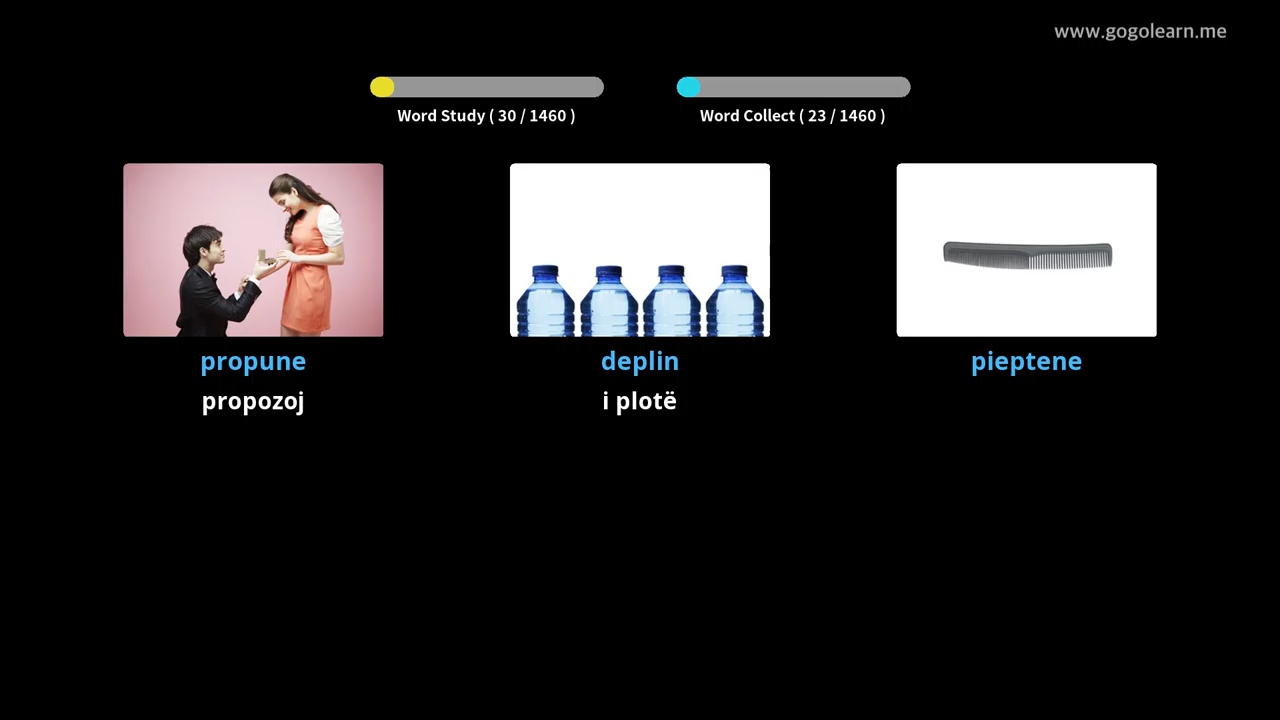 www.gogolearn.me
Word Study ( 30 / 1460 )
Word Collect ( 23 / 1460 )
propune
deplin
pieptene
propozoj
i plotë